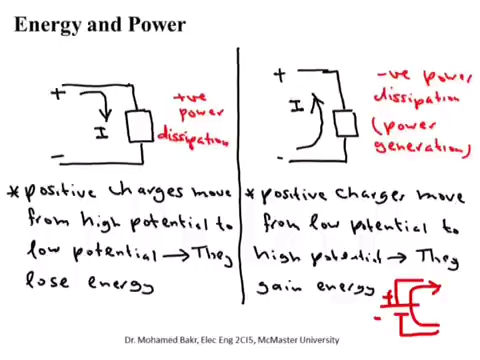 Energy and Power
+
I
-
+ve
power
dissipation
* positive charges move
from high potential to
low potential → They
lose energy
+
I
-
-ve power
dissipation
(power
generation)
* positive charges move
from low potential to
high potential → They
gain energy
+
-
Dr. Mohamed Bakr, Elec Eng 2CI5, McMaster University